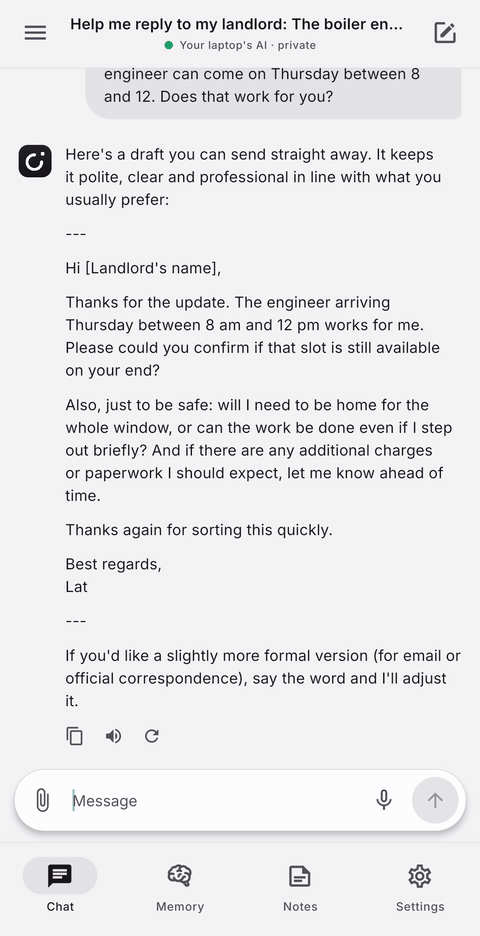 Help me reply to my landlord: The boiler en...
Your laptop's AI · private
engineer can come on Thursday between 8
and 12. Does that work for you?
Here's a draft you can send straight away. It keeps
it polite, clear and professional in line with what you
usually prefer:
---
Hi [Landlord's name],
Thanks for the update. The engineer arriving
Thursday between 8 am and 12 pm works for me.
Please could you confirm if that slot is still available
on your end?
Also, just to be safe: will I need to be home for the
whole window, or can the work be done even if I step
out briefly? And if there are any additional charges
or paperwork I should expect, let me know ahead of
time.
Thanks again for sorting this quickly.
Best regards,
Lat
---
If you'd like a slightly more formal version (for email or
official correspondence), say the word and I'll adjust
it.
Message
Chat
Memory
Notes
Settings